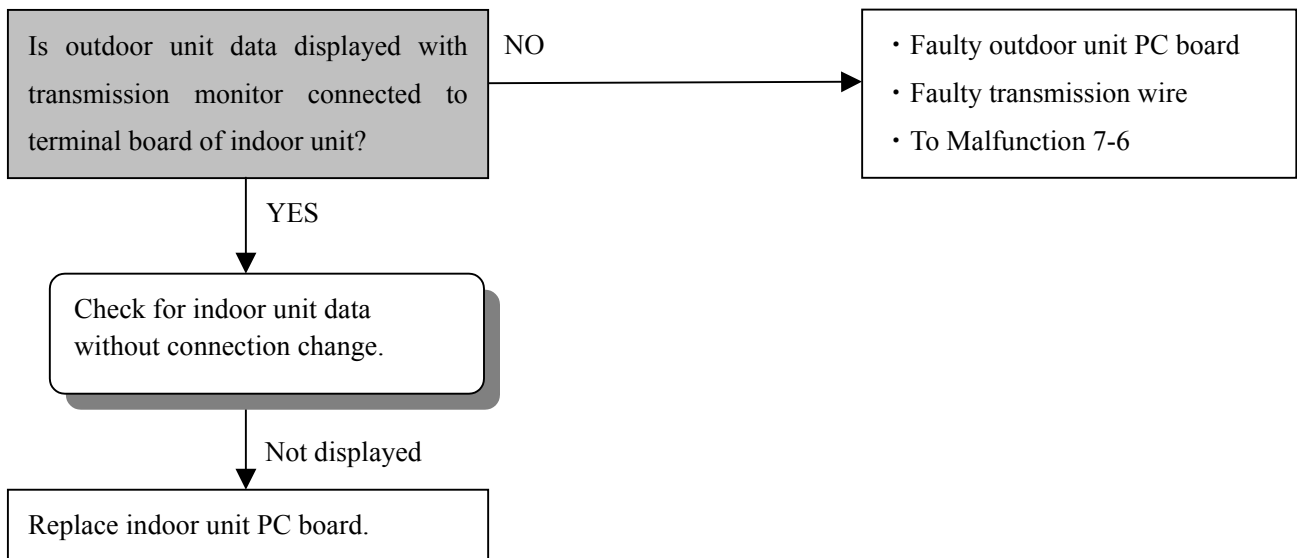 Is outdoor unit data displayed with
transmission monitor connected to
terminal board of indoor unit?
NO
・Faulty outdoor unit PC board
・Faulty transmission wire
・To Malfunction 7-6
YES
Check for indoor unit data
without connection change.
Not displayed
Replace indoor unit PC board.